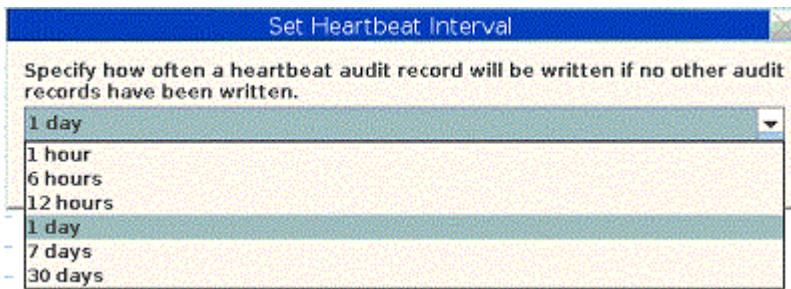 Set Heartbeat Interval
Specify how often a heartbeat audit record will be written if no other audit
records have been written.
1 day
1 hour
6 hours
12 hours
1 day
7 days
30 days